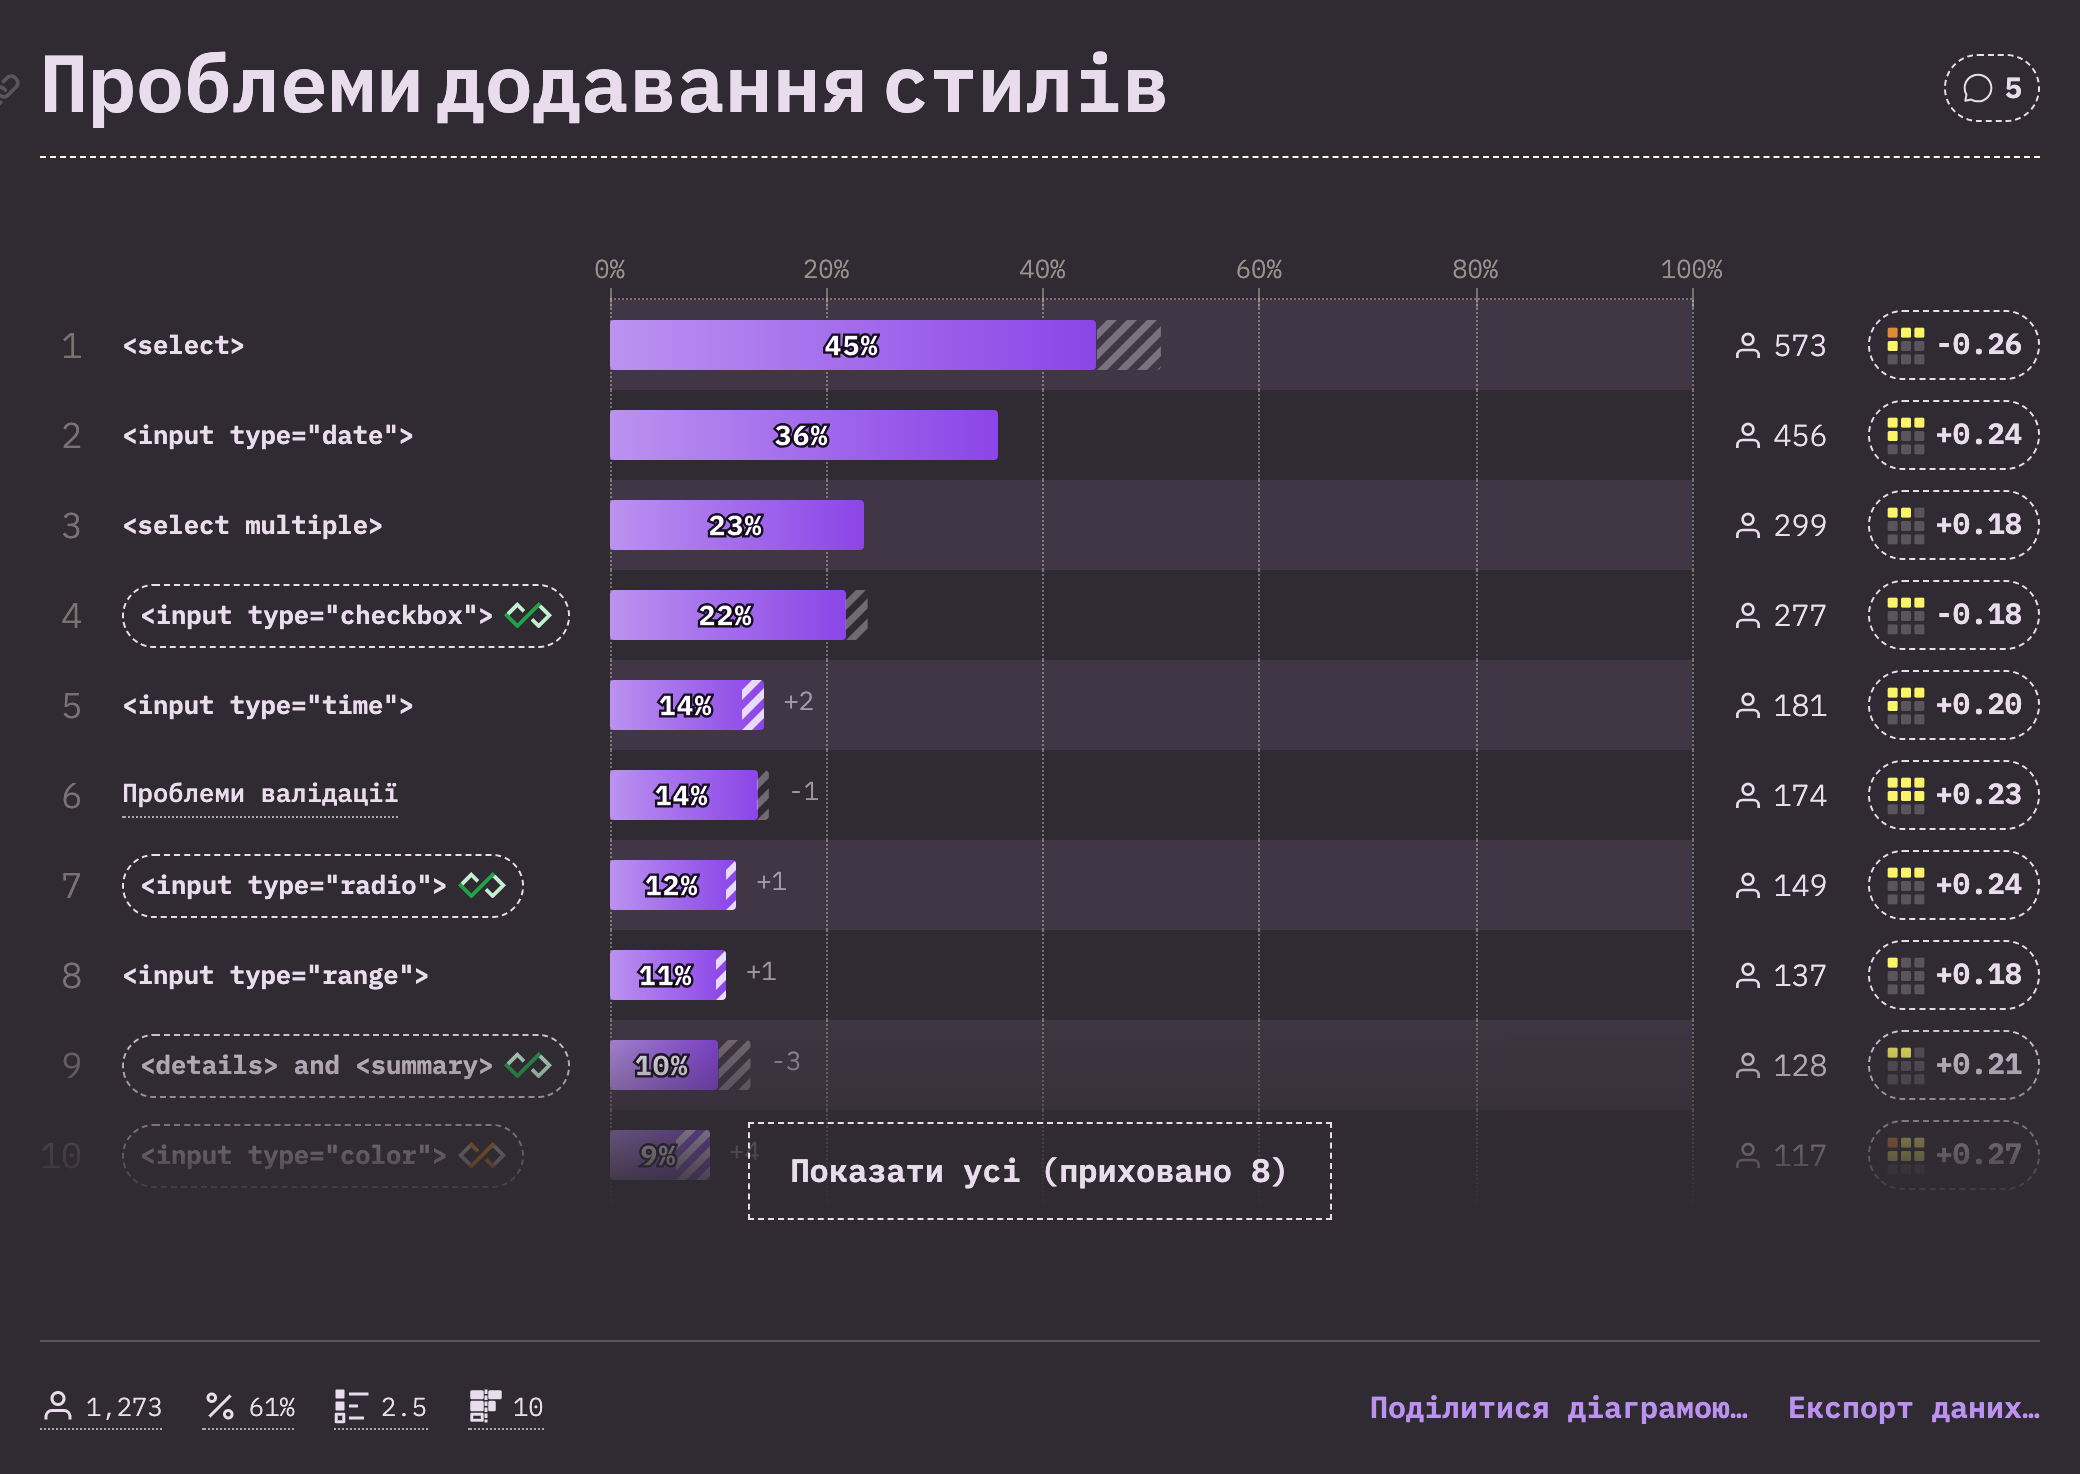 Проблеми додавання стилів
5
0% 20% 40% 60% 80% 100%
1 <select> 45% 573 -0.26
2 <input type="date"> 36% 456 +0.24
3 <select multiple> 23% 299 +0.18
4 <input type="checkbox"> 22% 277 -0.18
5 <input type="time"> 14% +2 181 +0.20
6 Проблеми валідації 14% -1 174 +0.23
7 <input type="radio"> 12% +1 149 +0.24
8 <input type="range"> 11% +1 137 +0.18
9 <details> and <summary> 10% -3 128 +0.21
10 <input type="color"> 9% +4 117 +0.27
Показати усі (приховано 8)
1,273 61% 2.5 10 Поділитися діаграмою… Експорт даних…